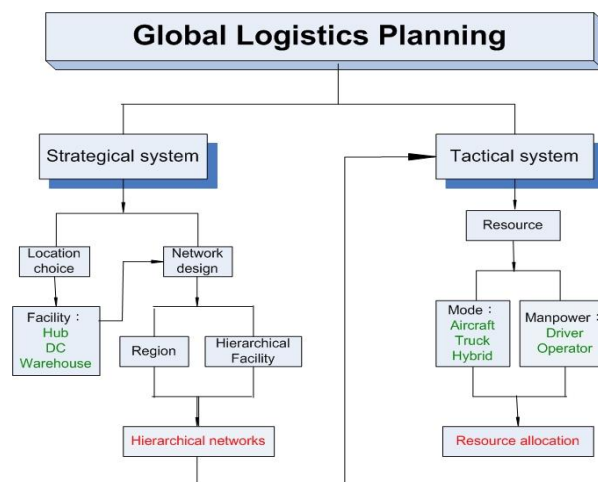 Global Logistics Planning
Strategical system
Tactical system
Location
choice
Network
design
Resource
Facility：
Hub
DC
Warehouse
Region
Hierarchical
Facility
Mode：
Aircraft
Truck
Hybrid
Manpower：
Driver
Operator
Hierarchical networks
Resource allocation